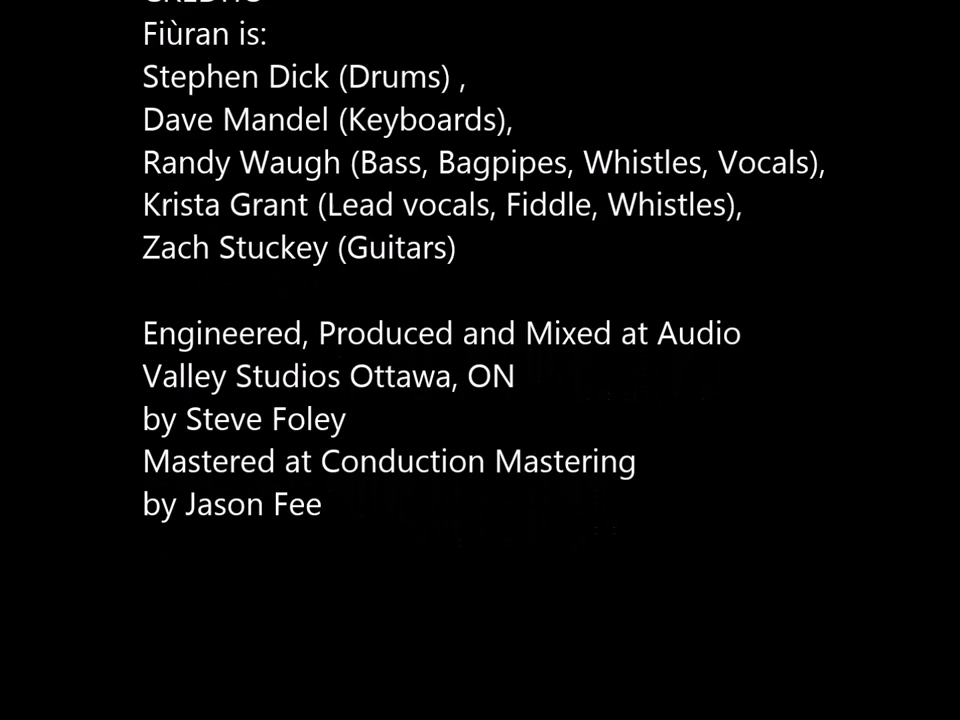 CREDITS
Fiùran is:
Stephen Dick (Drums) ,
Dave Mandel (Keyboards),
Randy Waugh (Bass, Bagpipes, Whistles, Vocals),
Krista Grant (Lead vocals, Fiddle, Whistles),
Zach Stuckey (Guitars)
Engineered, Produced and Mixed at Audio
Valley Studios Ottawa, ON
by Steve Foley
Mastered at Conduction Mastering
by Jason Fee